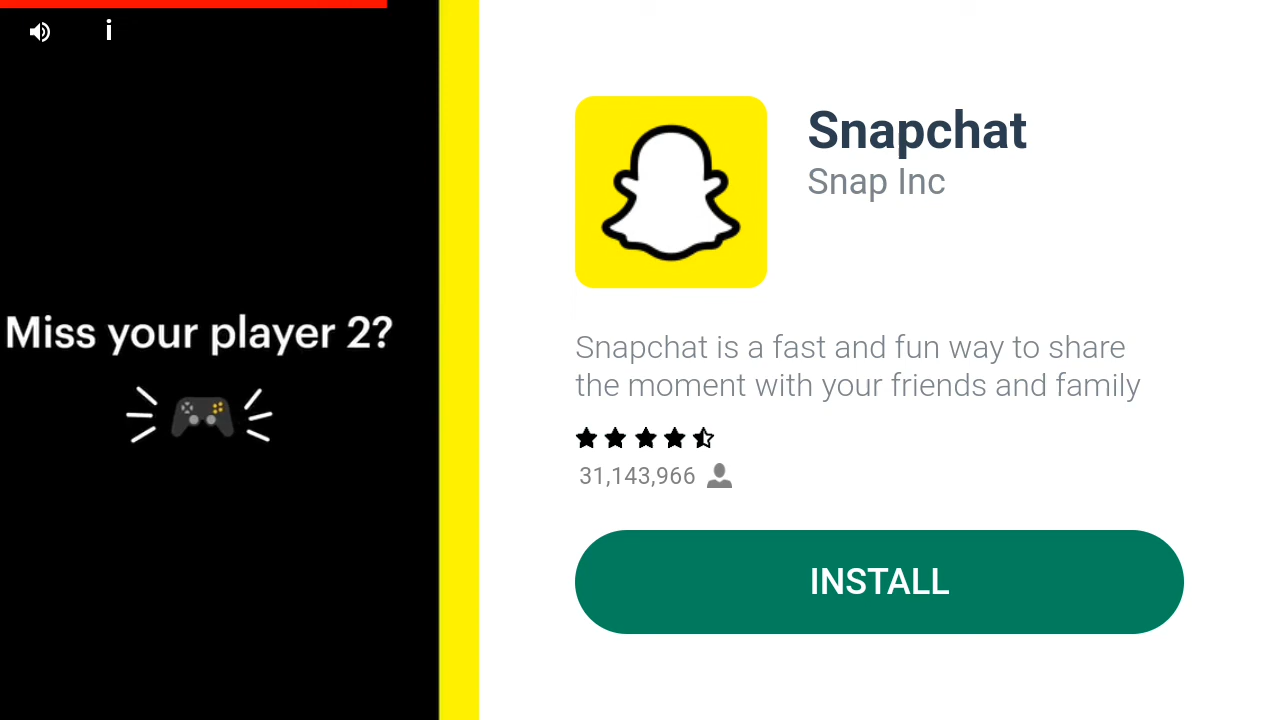 Miss your player 2?
Snapchat
Snap Inc
Snapchat is a fast and fun way to share
the moment with your friends and family
31,143,966
INSTALL